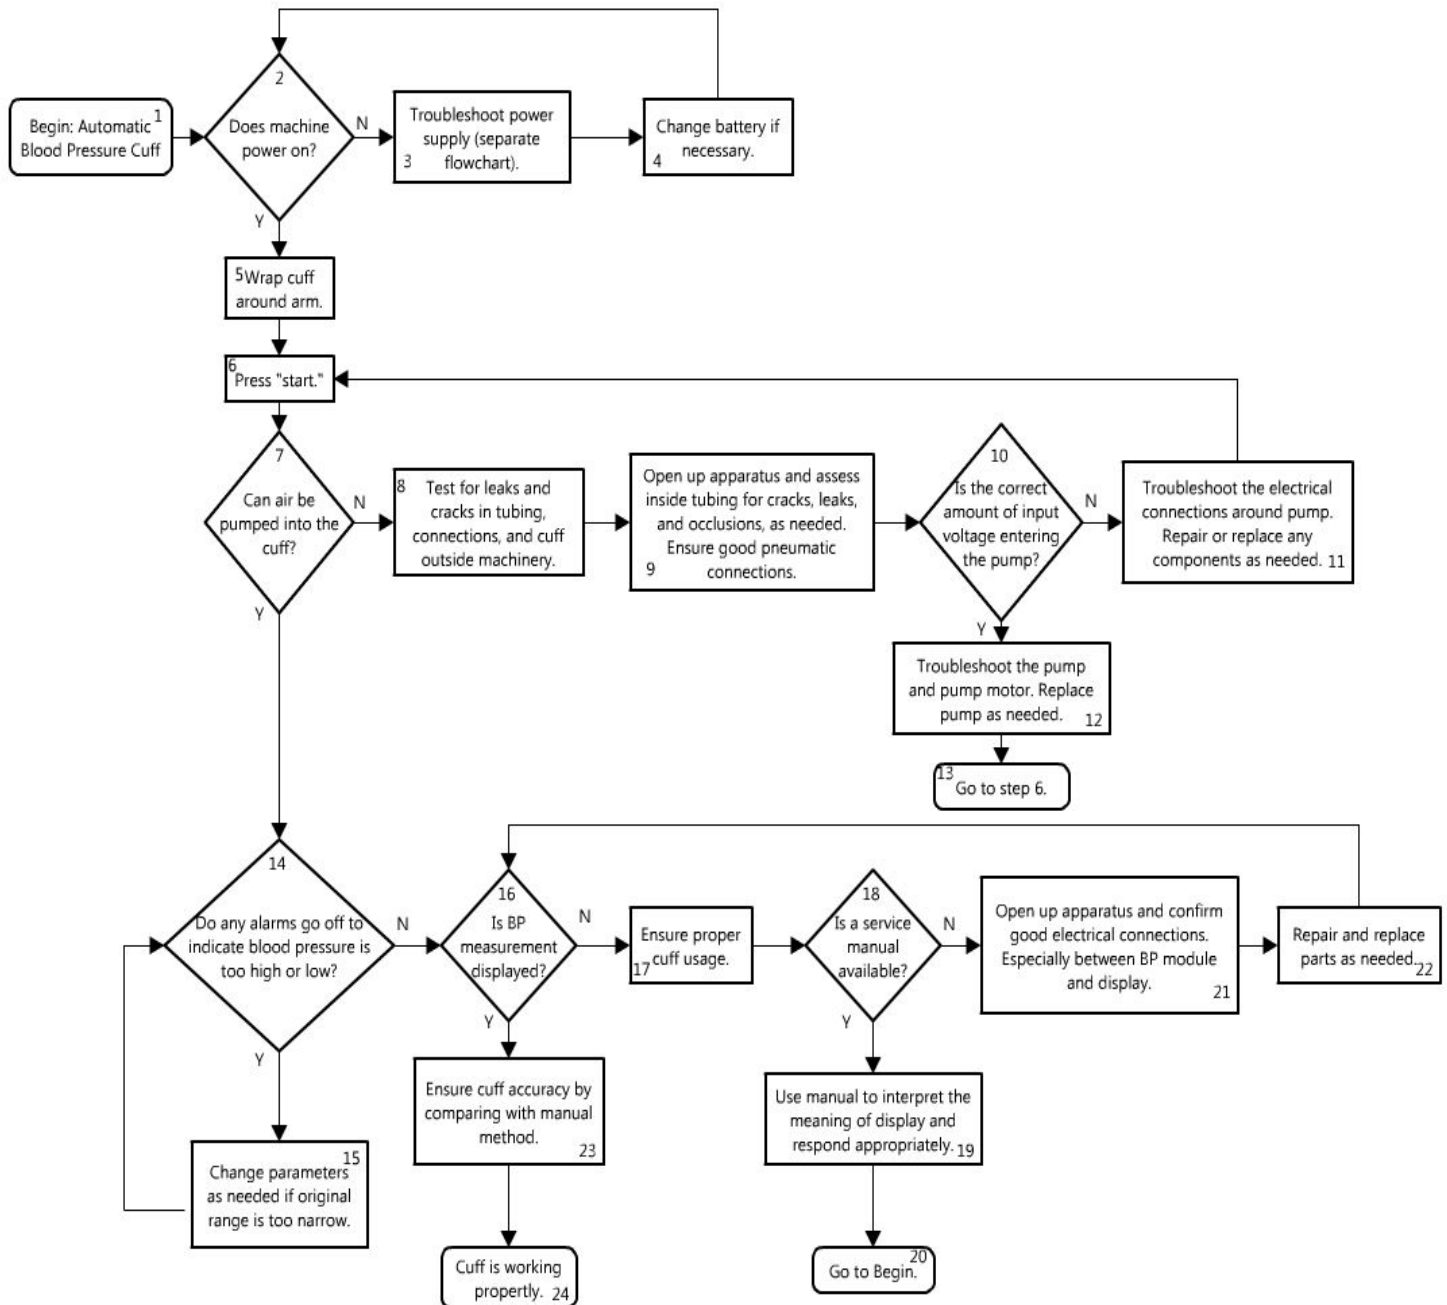 1
Begin: Automatic
Blood Pressure Cuff
2
Does machine
power on?
N
Y
Troubleshoot power
supply (separate
flowchart).
3
Change battery if
necessary.
4
5
Wrap cuff
around arm.
6
Press "start."
7
Can air be
pumped into the
cuff?
N
Y
8
Test for leaks and
cracks in tubing,
connections, and cuff
outside machinery.
Open up apparatus and assess
inside tubing for cracks, leaks,
and occlusions, as needed.
Ensure good pneumatic
connections.
9
10
Is the correct
amount of input
voltage entering
the pump?
N
Y
Troubleshoot the electrical
connections around pump.
Repair or replace any
components as needed.
11
Troubleshoot the pump
and pump motor. Replace
pump as needed.
12
13
Go to step 6.
14
Do any alarms go off to
indicate blood pressure is
too high or low?
N
Y
15
Change parameters
as needed if original
range is too narrow.
16
Is BP
measurement
displayed?
N
Y
Ensure proper
cuff usage.
17
18
Is a service
manual
available?
N
Y
Open up apparatus and confirm
good electrical connections.
Especially between BP module
and display.
21
Repair and replace
parts as needed.
22
Ensure cuff accuracy by
comparing with manual
method.
23
Use manual to interpret the
meaning of display and
respond appropriately.
19
Cuff is working
propertly.
24
20
Go to Begin.